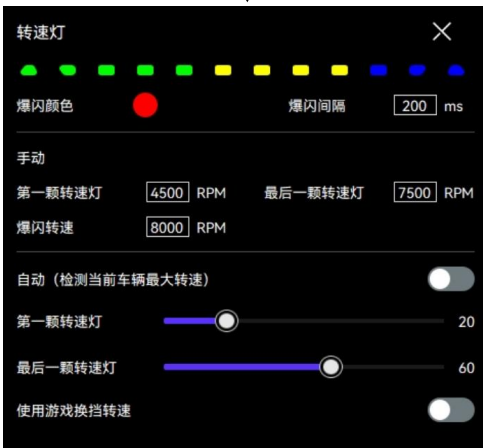 转速灯
爆闪颜色 爆闪间隔 200 ms
手动
第一颗转速灯 4500 RPM 最后一颗转速灯 7500 RPM
爆闪转速 8000 RPM
自动（检测当前车辆最大转速）
第一颗转速灯 20
最后一颗转速灯 60
使用游戏换挡转速